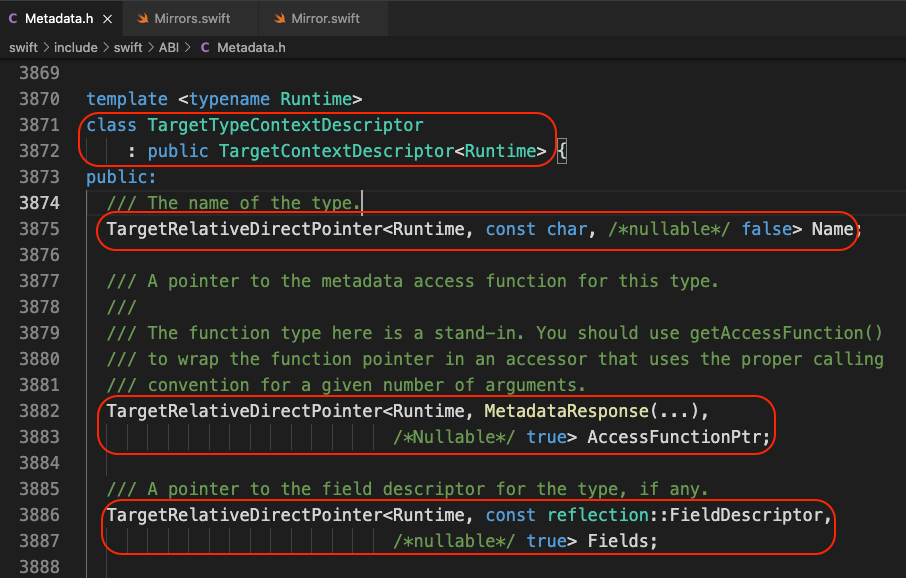 Metadata.h × Mirrors.swift Mirror.swift
swift > include > swift > ABI > C Metadata.h
3869
3870 template <typename Runtime>
3871 class TargetTypeContextDescriptor
3872 : public TargetContextDescriptor<Runtime> {
3873 public:
3874 /// The name of the type.
3875 TargetRelativeDirectPointer<Runtime, const char, /*nullable*/ false> Name;
3876
3877 /// A pointer to the metadata access function for this type.
3878 ///
3879 /// The function type here is a stand-in. You should use getAccessFunction()
3880 /// to wrap the function pointer in an accessor that uses the proper calling
3881 /// convention for a given number of arguments.
3882 TargetRelativeDirectPointer<Runtime, MetadataResponse(...),
3883 /*Nullable*/ true> AccessFunctionPtr;
3884
3885 /// A pointer to the field descriptor for the type, if any.
3886 TargetRelativeDirectPointer<Runtime, const reflection::FieldDescriptor,
3887 /*nullable*/ true> Fields;
3888